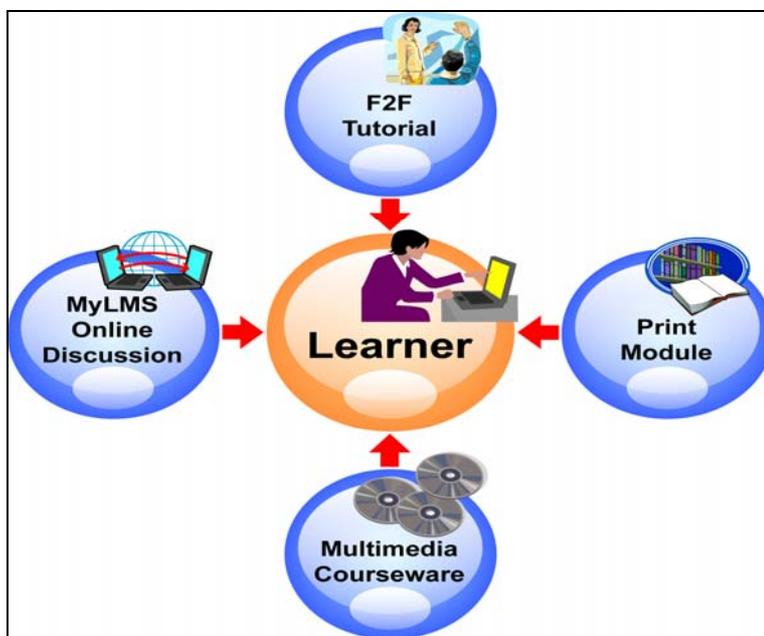 F2F
Tutorial
MyLMS
Online
Discussion
Learner
Print
Module
Multimedia
Courseware